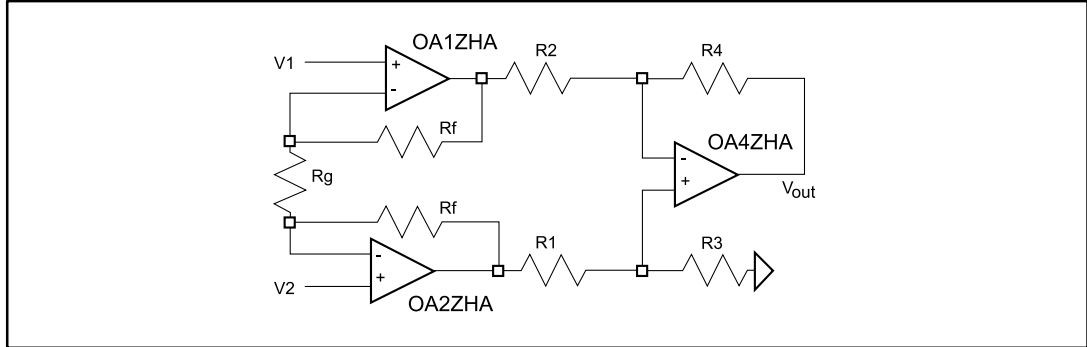 OA1ZHA
R2
R4
V1
+
-
Rf
OA4ZHA
-
+
Rg
Vout
Rf
R1
R3
-
+
V2
OA2ZHA